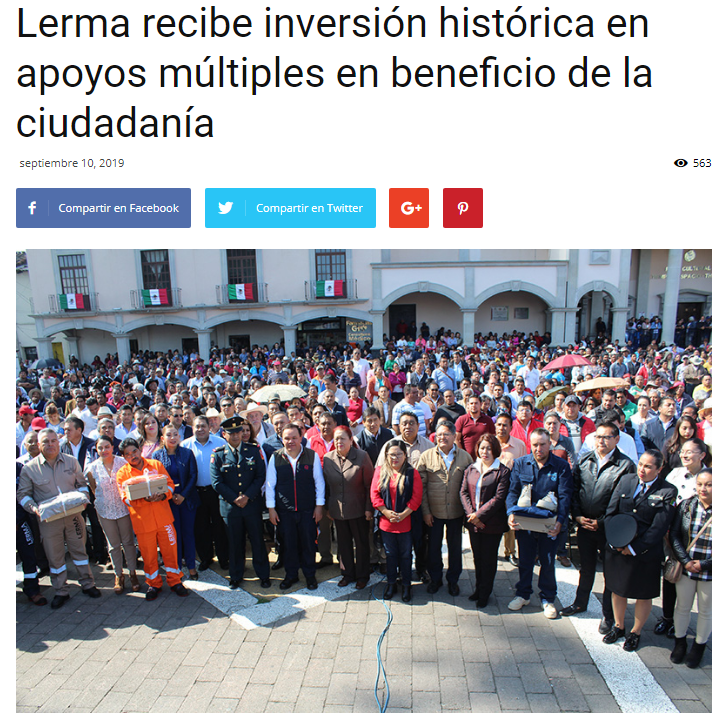 Lerma recibe inversión histórica en
apoyos múltiples en beneficio de la
ciudadanía
septiembre 10, 2019
563
Compartir en Facebook
Compartir en Twitter
G+